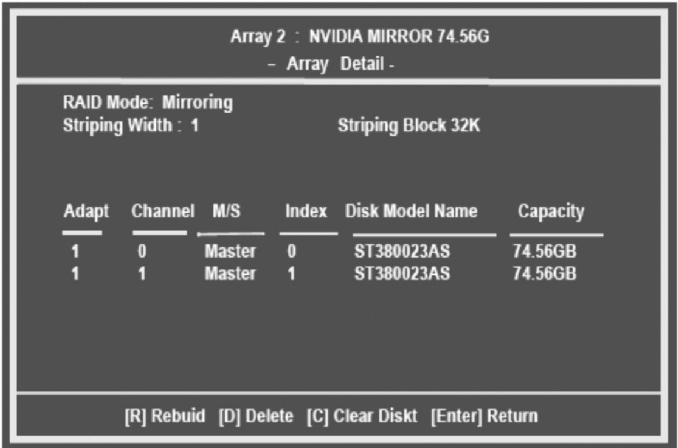 Array 2 : NVIDIA MIRROR 74.56G
- Array Detail -
RAID Mode: Mirroring
Striping Width : 1 Striping Block 32K
Adapt Channel M/S Index Disk Model Name Capacity
1 0 Master 0 ST380023AS 74.56GB
1 1 Master 1 ST380023AS 74.56GB
[R] Rebuid [D] Delete [C] Clear Diskt [Enter] Return